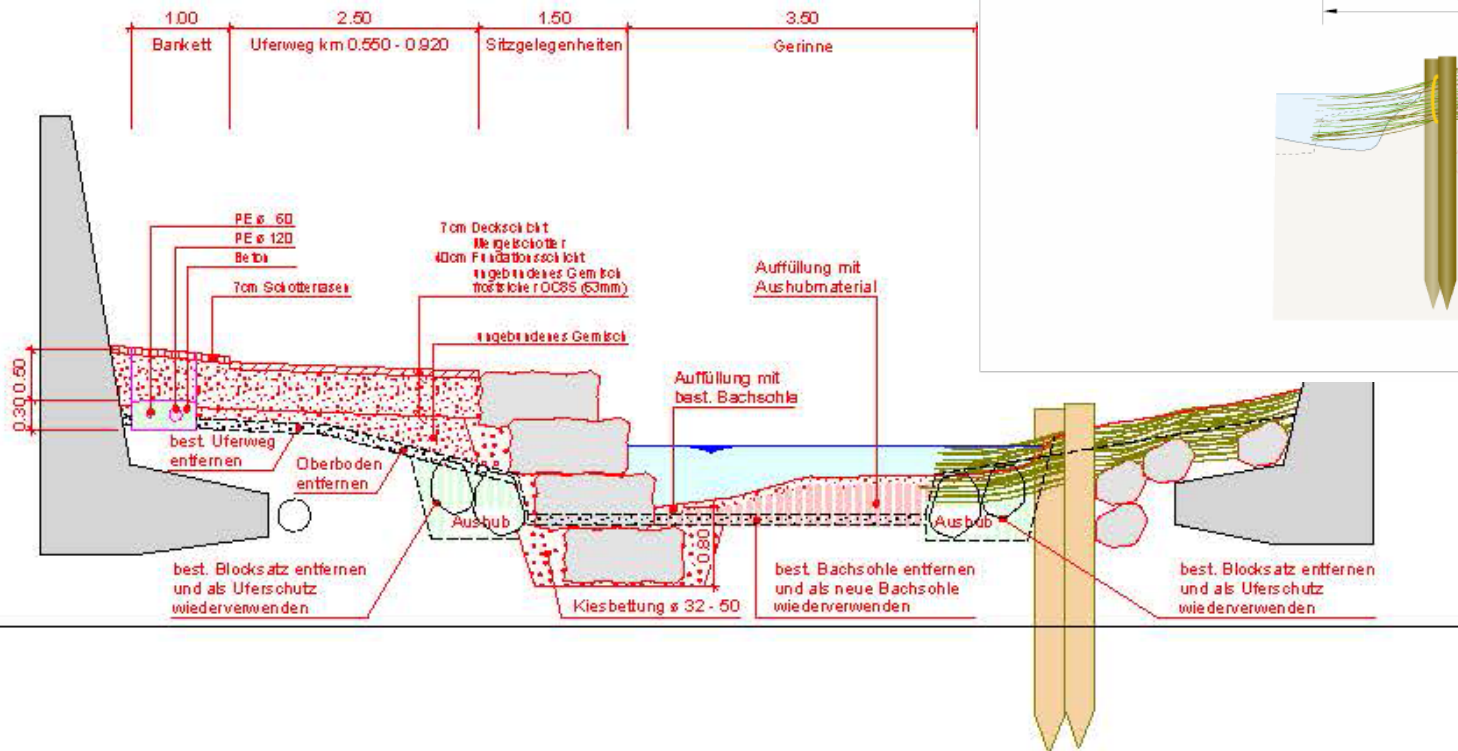 1.00
2.50
1.50
3.50
Bankett
Uferweg km 0.550 - 0.920
Sitzgelegenheiten
Gerinne
PE ø 60
PE ø 120
Beton
7cm Schotterrasen
7cm Deckschicht
Mergelschotter
40cm Fundationsschicht
ungebundenes Gemisch
frostsicher OC85 (63mm)
ungebundenes Gemisch
Auffüllung mit
Aushubmaterial
Auffüllung mit
best. Bachsohle
0.50
0.30
best. Uferweg
entfernen
Oberboden
entfernen
Aushub
Aushub
0.80
best. Blocksatz entfernen
und als Uferschutz
wiederverwenden
Kiesbettung ø 32 - 50
best. Bachsohle entfernen
und als neue Bachsohle
wiederverwenden
best. Blocksatz entfernen
und als Uferschutz
wiederverwenden